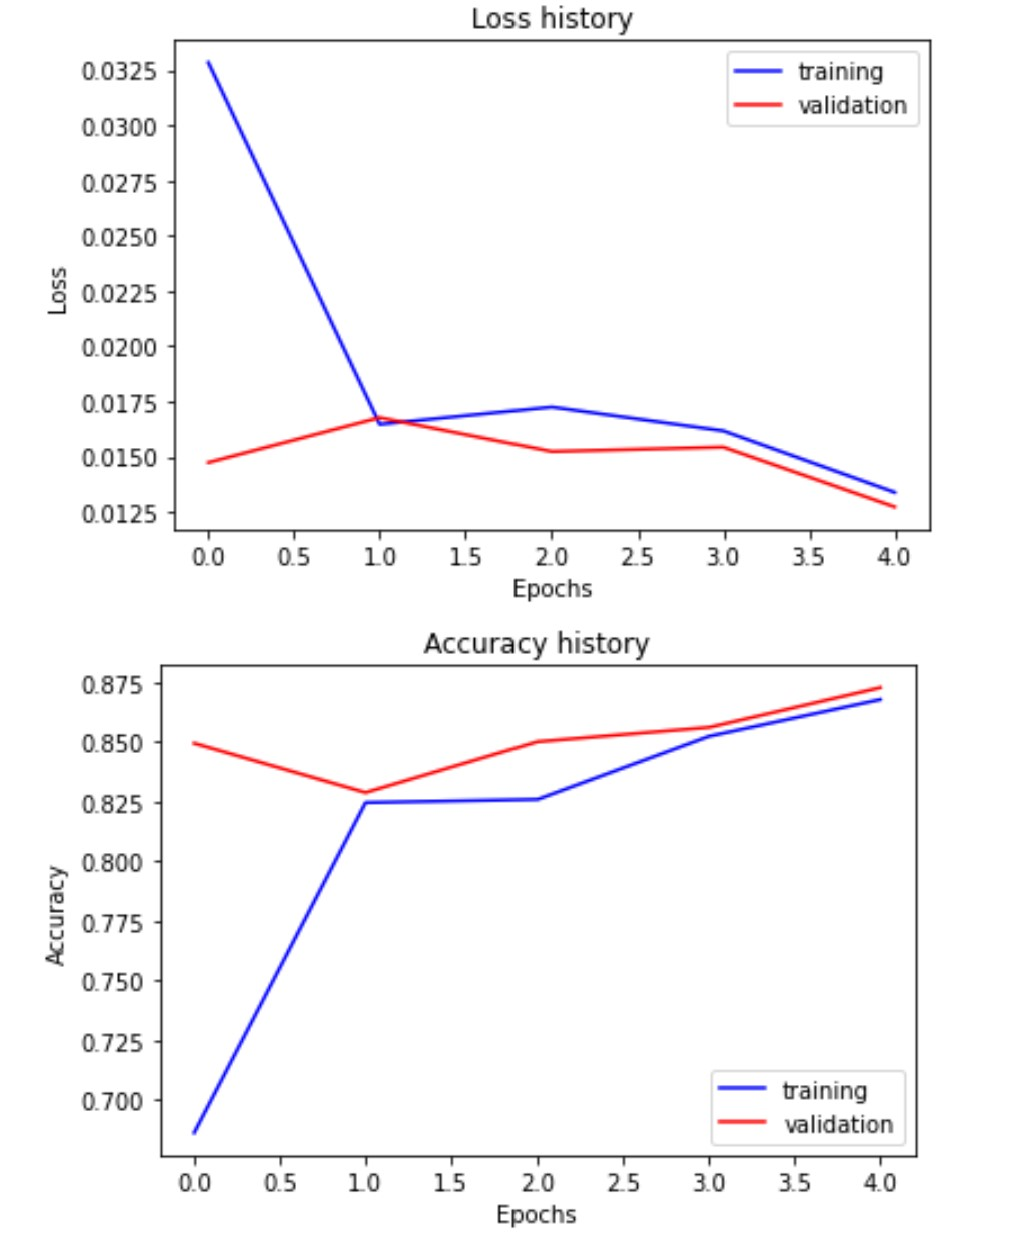 Loss history
0.0325
0.0300
0.0275
0.0250
0.0225
0.0200
0.0175
0.0150
0.0125
Loss
training
validation
0.0 0.5 1.0 1.5 2.0 2.5 3.0 3.5 4.0
Epochs
Accuracy history
0.875
0.850
0.825
0.800
0.775
0.750
0.725
0.700
Accuracy
training
validation
0.0 0.5 1.0 1.5 2.0 2.5 3.0 3.5 4.0
Epochs